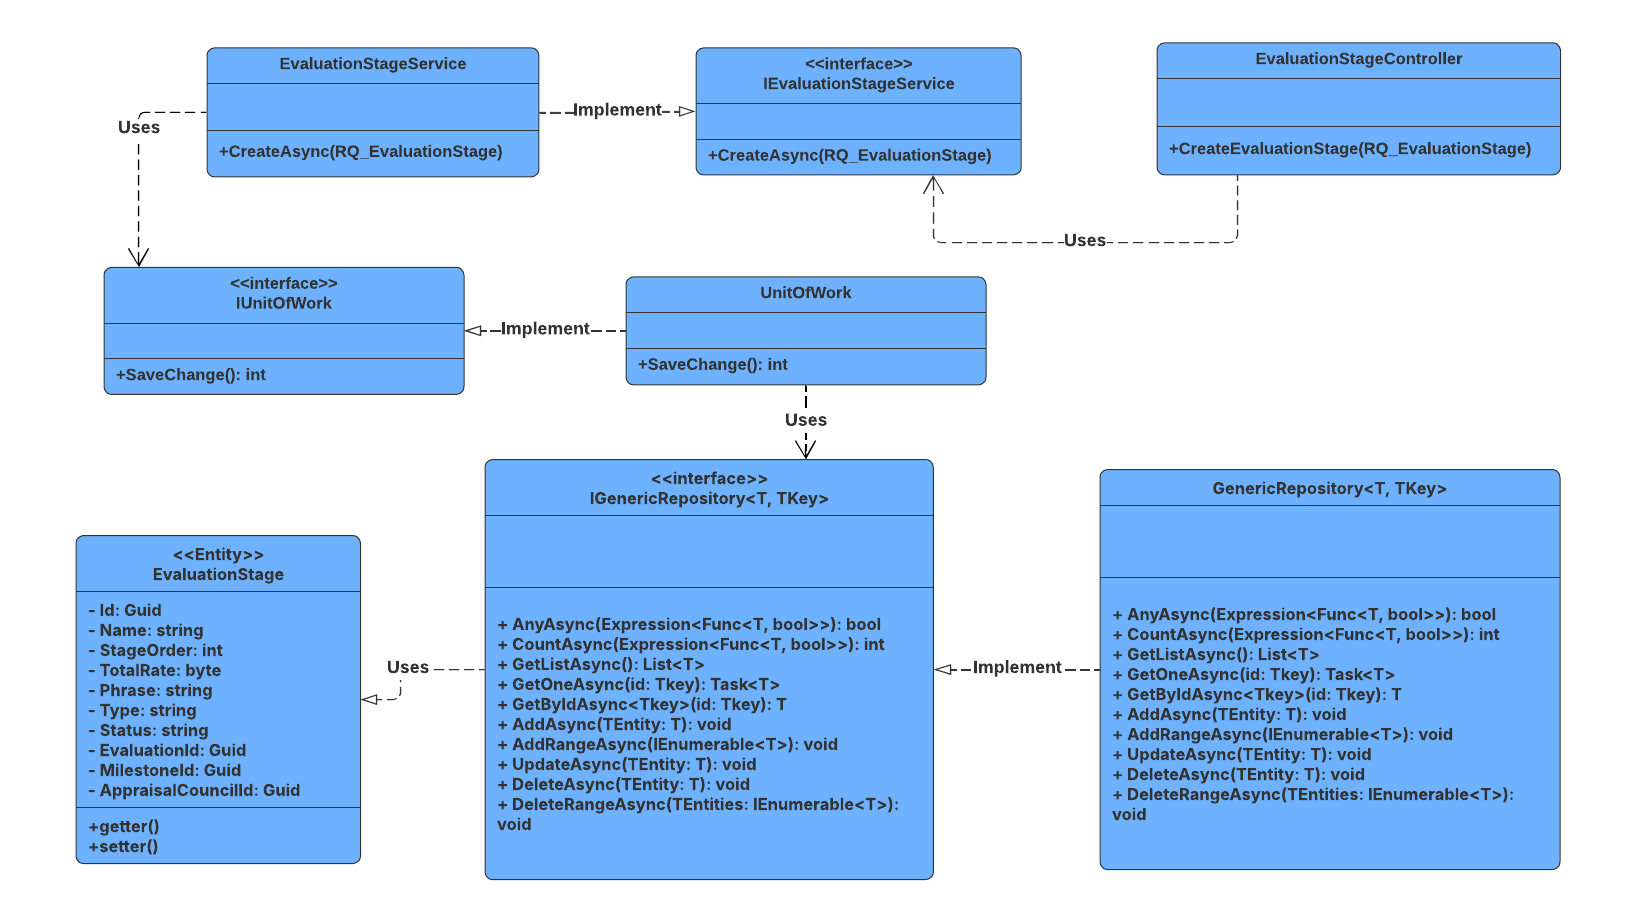 EvaluationStageService
+CreateAsync(RQ_EvaluationStage)
Implement
<<interface>>
IEvaluationStageService
+CreateAsync(RQ_EvaluationStage)
EvaluationStageController
+CreateEvaluationStage(RQ_EvaluationStage)
Uses
Uses
<<interface>>
IUnitOfWork
+SaveChange(): int
Implement
UnitOfWork
+SaveChange(): int
Uses
<<Entity>>
EvaluationStage
- Id: Guid
- Name: string
- StageOrder: int
- TotalRate: byte
- Phrase: string
- Type: string
- Status: string
- EvaluationId: Guid
- MilestoneId: Guid
- AppraisalCouncilId: Guid
+getter()
+setter()
Uses
<<interface>>
IGenericRepository<T, TKey>
+ AnyAsync(Expression<Func<T, bool>>): bool
+ CountAsync(Expression<Func<T, bool>>): int
+ GetListAsync(): List<T>
+ GetOneAsync(id: Tkey): Task<T>
+ GetByIdAsync<Tkey>(id: Tkey): T
+ AddAsync(TEntity: T): void
+ AddRangeAsync(IEnumerable<T>): void
+ UpdateAsync(TEntity: T): void
+ DeleteAsync(TEntity: T): void
+ DeleteRangeAsync(TEntities: IEnumerable<T>):
void
Implement
GenericRepository<T, TKey>
+ AnyAsync(Expression<Func<T, bool>>): bool
+ CountAsync(Expression<Func<T, bool>>): int
+ GetListAsync(): List<T>
+ GetOneAsync(id: Tkey): Task<T>
+ GetByIdAsync<Tkey>(id: Tkey): T
+ AddAsync(TEntity: T): void
+ AddRangeAsync(IEnumerable<T>): void
+ UpdateAsync(TEntity: T): void
+ DeleteAsync(TEntity: T): void
+ DeleteRangeAsync(TEntities: IEnumerable<T>):
void